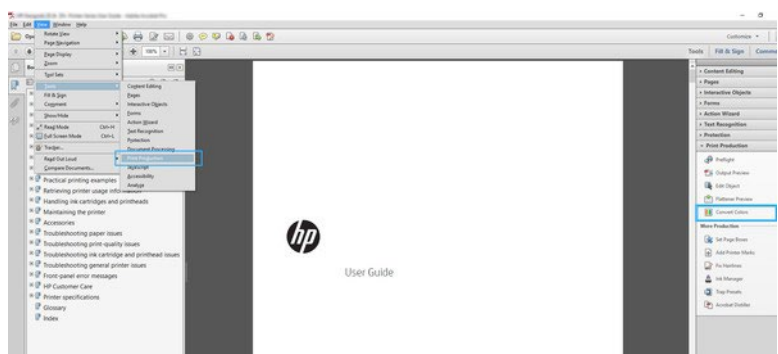 File Edit View Window Help
Customize
100%
Tools Fill & Sign Comment
Rotate View
Page Navigation
Page Display
Zoom
Tool Sets
Tools
Fill & Sign
Comment
Show/Hide
Read Mode Ctrl+H
Full Screen Mode Ctrl+L
Tracker...
Read Out Loud
Compare Documents...
Content Editing
Pages
Interactive Objects
Forms
Action Wizard
Text Recognition
Protection
Document Processing
Print Production
JavaScript
Accessibility
Analyze
Practical printing examples
Retrieving printer usage information
Handling ink cartridges and printheads
Maintaining the printer
Accessories
Troubleshooting paper issues
Troubleshooting print-quality issues
Troubleshooting ink cartridge and printhead issues
Troubleshooting general printer issues
Front-panel error messages
HP Customer Care
Printer specifications
Glossary
Index
hp
User Guide
Content Editing
Pages
Interactive Objects
Forms
Action Wizard
Text Recognition
Protection
Print Production
Preflight
Output Preview
Edit Object
Flattener Preview
Convert Colors
More Production
Set Page Boxes
Add Printer Marks
Fix Hairlines
Ink Manager
Trap Presets
Acrobat Distiller